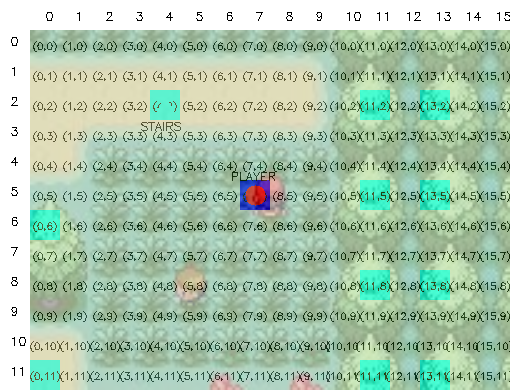 0 1 2 3 4 5 6 7 8 9 10 11 12 13 14 15
0 (0,0) (1,0) (2,0) (3,0) (4,0) (5,0) (6,0) (7,0) (8,0) (9,0) (10,0) (11,0) (12,0) (13,0) (14,0) (15,0)
1 (0,1) (1,1) (2,1) (3,1) (4,1) (5,1) (6,1) (7,1) (8,1) (9,1) (10,1) (11,1) (12,1) (13,1) (14,1) (15,1)
2 (0,2) (1,2) (2,2) (3,2) (5,2) (6,2) (7,2) (8,2) (9,2) (10,2) (11,2) (12,2) (13,2) (14,2) (15,2)
STAIRS
3 (0,3) (1,3) (2,3) (3,3) (4,3) (5,3) (6,3) (7,3) (8,3) (9,3) (10,3) (11,3) (12,3) (13,3) (14,3) (15,3)
4 (0,4) (1,4) (2,4) (3,4) (4,4) (5,4) (6,4) (7,4) (8,4) (9,4) (10,4) (11,4) (12,4) (13,4) (14,4) (15,4)
PLAYER
5 (0,5) (1,5) (2,5) (3,5) (4,5) (5,5) (6,5) (8,5) (9,5) (10,5) (11,5) (12,5) (13,5) (14,5) (15,5)
6 (0,6) (1,6) (2,6) (3,6) (4,6) (5,6) (6,6) (7,6) (8,6) (9,6) (10,6) (11,6) (12,6) (13,6) (14,6) (15,6)
7 (0,7) (1,7) (2,7) (3,7) (4,7) (5,7) (6,7) (7,7) (8,7) (9,7) (10,7) (11,7) (12,7) (13,7) (14,7) (15,7)
8 (0,8) (1,8) (2,8) (3,8) (4,8) (5,8) (6,8) (7,8) (8,8) (9,8) (10,8) (11,8) (12,8) (13,8) (14,8) (15,8)
9 (0,9) (1,9) (2,9) (3,9) (4,9) (5,9) (6,9) (7,9) (8,9) (9,9) (10,9) (11,9) (12,9) (13,9) (14,9) (15,9)
10 (0,10) (1,10) (2,10) (3,10) (4,10) (5,10) (6,10) (7,10) (8,10) (9,10) (10,10) (11,10) (12,10) (13,10) (14,10) (15,10)
11 (0,11) (1,11) (2,11) (3,11) (4,11) (5,11) (6,11) (7,11) (8,11) (9,11) (10,11) (11,11) (12,11) (13,11) (14,11) (15,11)